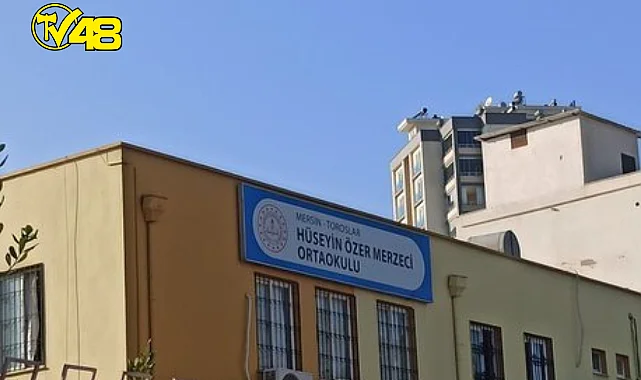 TV48
MERSİN - TOROSLAR
HÜSEYİN ÖZER MERZECİ
ORTAOKULU